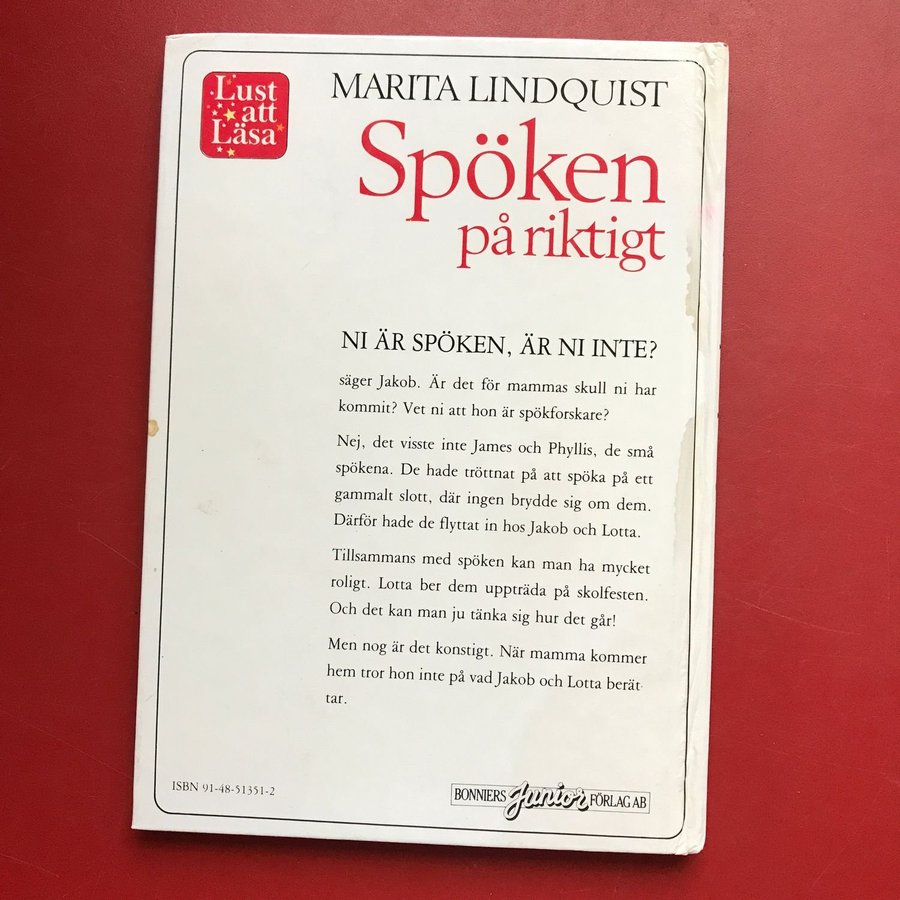 Lust
att
Läsa
MARITA LINDQUIST
Spöken
på riktigt
NI ÄR SPÖKEN, ÄR NI INTE?
säger Jakob. Är det för mammas skull ni har
kommit? Vet ni att hon är spökforskare?
Nej, det visste inte James och Phyllis, de små
spökena. De hade tröttnat på att spöka på ett
gammalt slott, där ingen brydde sig om dem.
Därför hade de flyttat in hos Jakob och Lotta.
Tillsammans med spöken kan man ha mycket
roligt. Lotta ber dem uppträda på skolfesten.
Och det kan man ju tänka sig hur det går!
Men nog är det konstigt. När mamma kommer
hem tror hon inte på vad Jakob och Lotta berät-
tar.
ISBN 91-48-51351-2
BONNIERS Junior FÖRLAG AB